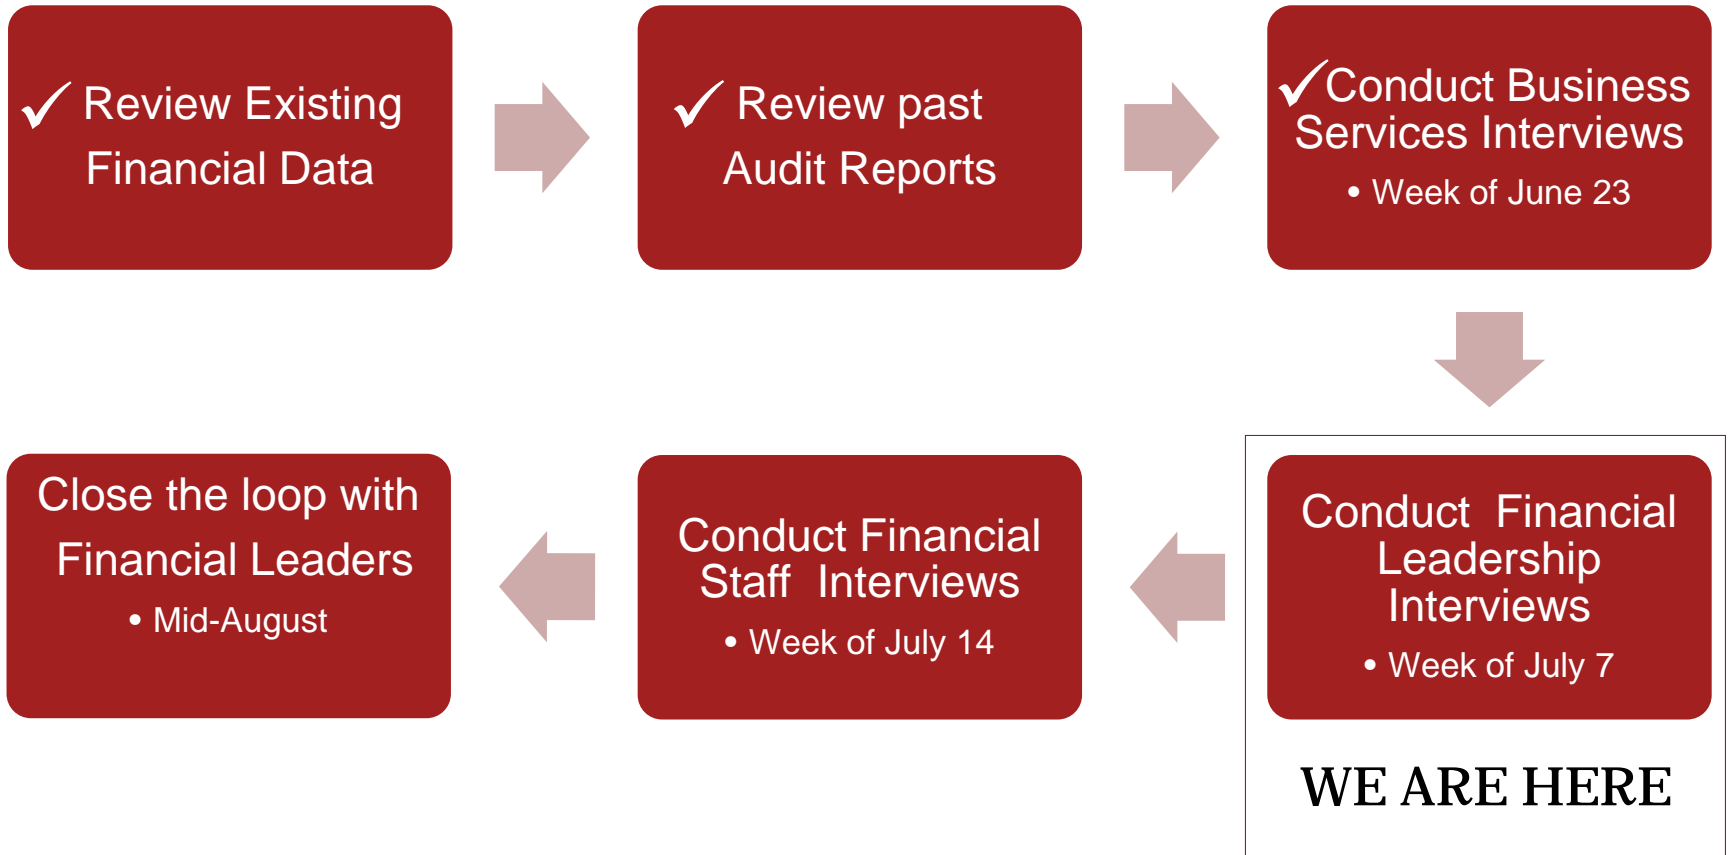 ✓ Review Existing
Financial Data
✓ Review past
Audit Reports
✓Conduct Business
Services Interviews
• Week of June 23
Conduct  Financial
Leadership
Interviews
• Week of July 7
WE ARE HERE
Conduct Financial
Staff  Interviews
• Week of July 14
Close the loop with
Financial Leaders
• Mid-August